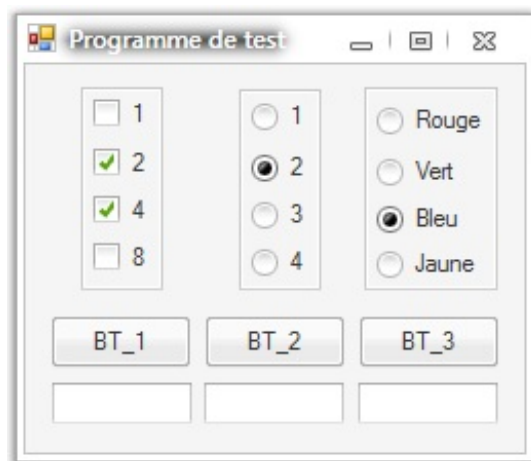 Programme de test
1
2
4
8
1
2
3
4
Rouge
Vert
Bleu
Jaune
BT_1
BT_2
BT_3